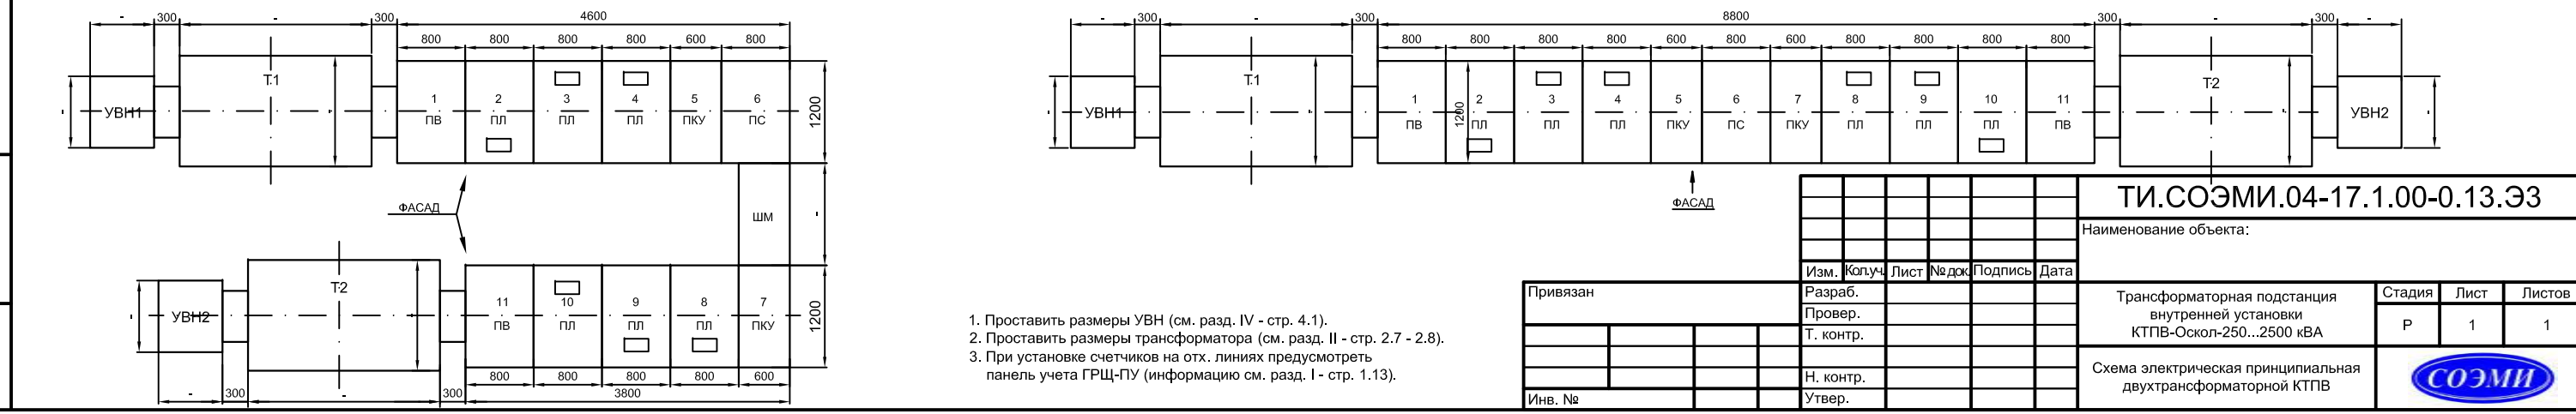 - 300 - 300 4600
800 800 800 800 600 800
Т1
УВН1
1 2 3 4 5 6
ПВ ПЛ ПЛ ПЛ ПКУ ПС
1200
ФАСАД
ШМ
Т2
УВН2
11 10 9 8 7
ПВ ПЛ ПЛ ПЛ ПКУ
1200
800 800 800 800 600
- 300 - 300 3800
- 300 - 300 8800 300 - 300 -
800 800 800 800 600 800 600 800 800 800 800
Т1
Т2
УВН1
УВН2
1 2 3 4 5 6 7 8 9 10 11
ПВ ПЛ ПЛ ПЛ ПКУ ПС ПКУ ПЛ ПЛ ПЛ ПВ
1200
ФАСАД
1. Проставить размеры УВН (см. разд. IV - стр. 4.1).
2. Проставить размеры трансформатора (см. разд. II - стр. 2.7 - 2.8).
3. При установке счетчиков на отх. линиях предусмотреть
панель учета ГРЩ-ПУ (информацию см. разд. I - стр. 1.13).
ТИ.СОЭМИ.04-17.1.00-0.13.ЭЗ
Наименование объекта:
Изм. Кол.уч. Лист № док. Подпись Дата
Привязан
Разраб.
Провер.
Т. контр.
Н. контр.
Инв. №
Утвер.
Трансформаторная подстанция
внутренней установки
КТПВ-Оскол-250...2500 кВА
Стадия Лист Листов
Р 1 1
Схема электрическая принципиальная
двухтрансформаторной КТПВ
СОЭМИ